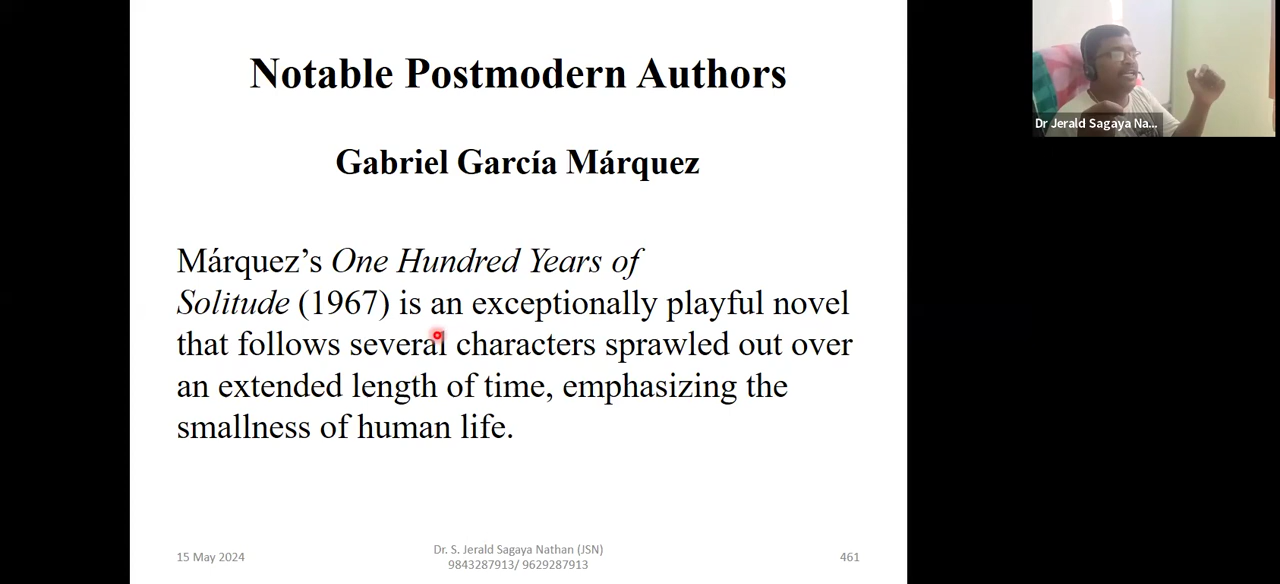 Notable Postmodern Authors
Gabriel García Márquez
Márquez’s One Hundred Years of
Solitude (1967) is an exceptionally playful novel
that follows several characters sprawled out over
an extended length of time, emphasizing the
smallness of human life.
15 May 2024
Dr. S. Jerald Sagaya Nathan (JSN)
9843287913/ 9629287913
461
Dr Jerald Sagaya Na...